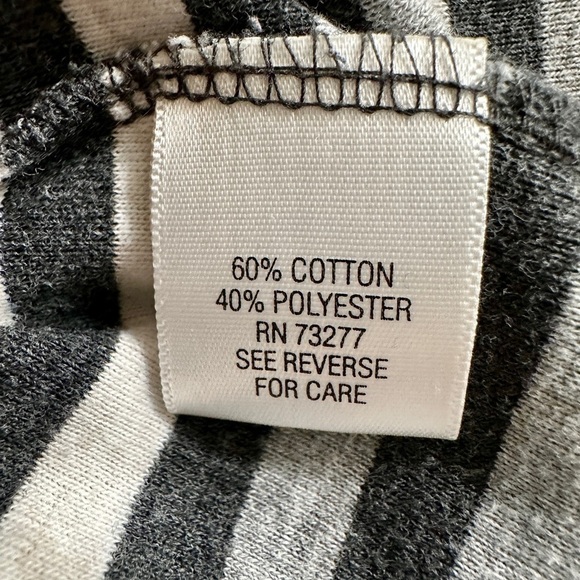 60% COTTON
40% POLYESTER
RN 73277
SEE REVERSE
FOR CARE